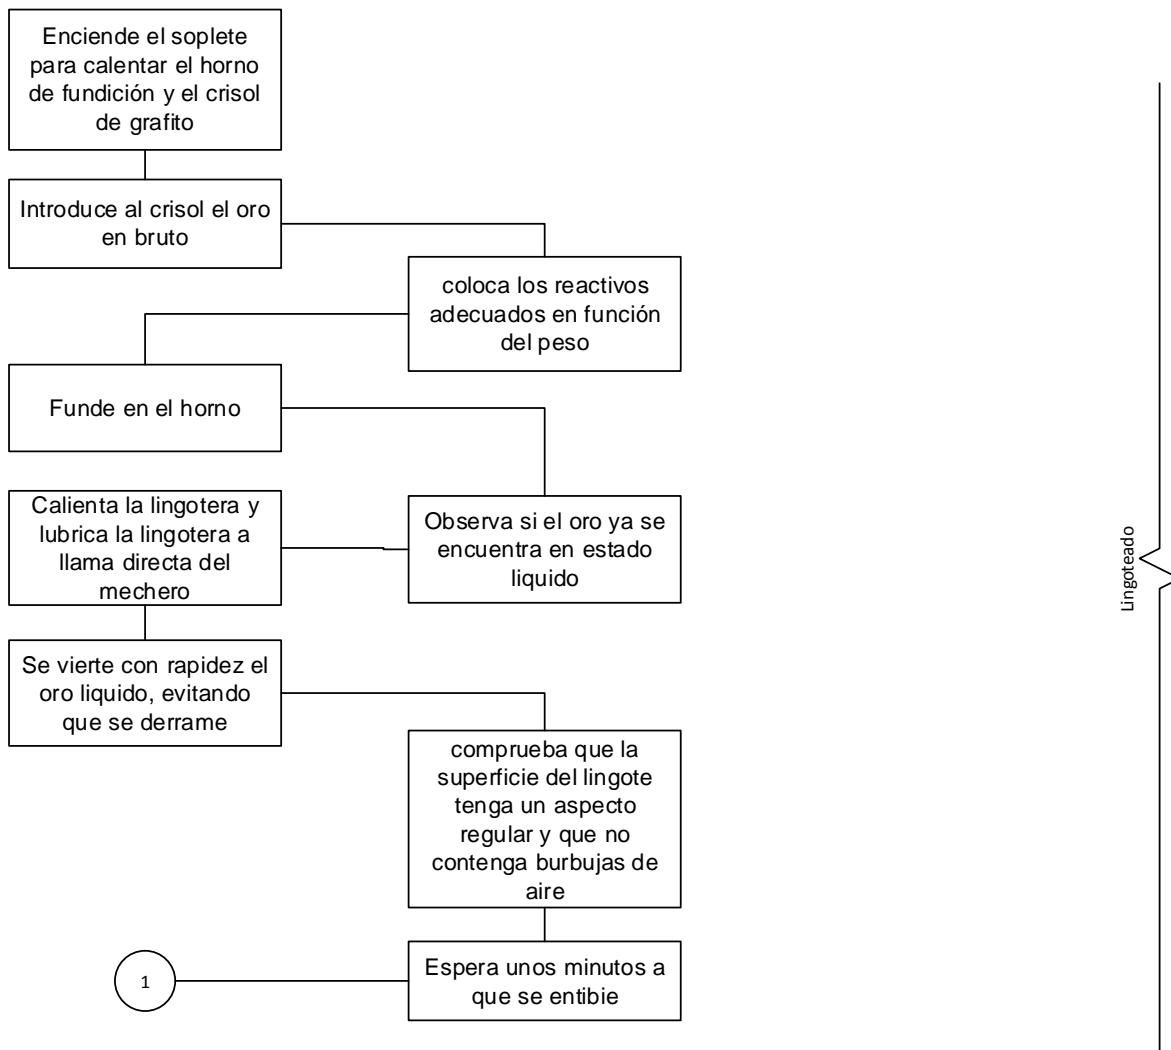 Enciende el soplete
para calentar el horno
de fundición y el crisol
de grafito
Introduce al crisol el oro
en bruto
coloca los reactivos
adecuados en función
del peso
Funde en el horno
Observa si el oro ya se
encuentra en estado
liquido
Calienta la lingotera y
lubrica la lingotera a
llama directa del
mechero
Se vierte con rapidez el
oro liquido, evitando
que se derrame
comprueba que la
superficie del lingote
tenga un aspecto
regular y que no
contenga burbujas de
aire
Espera unos minutos a
que se entibie
1
Lingoteado